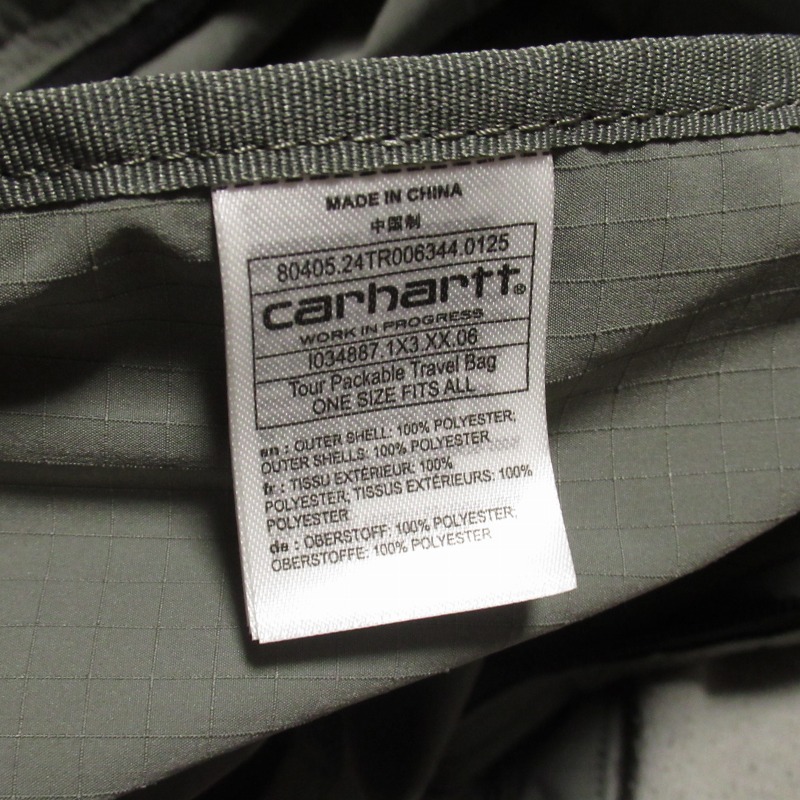 MADE IN CHINA
中国制
80405.24TR006344.0125
carhartt®
WORK IN PROGRESS
I034887.1X3.XX.06
Tour Packable Travel Bag
ONE SIZE FITS ALL
en : OUTER SHELL: 100% POLYESTER;
OUTER SHELLS: 100% POLYESTER
fr : TISSU EXTÉRIEUR: 100%
POLYESTER; TISSUS EXTÉRIEURS: 100%
POLYESTER
de : OBERSTOFF: 100% POLYESTER;
OBERSTOFFE: 100% POLYESTER